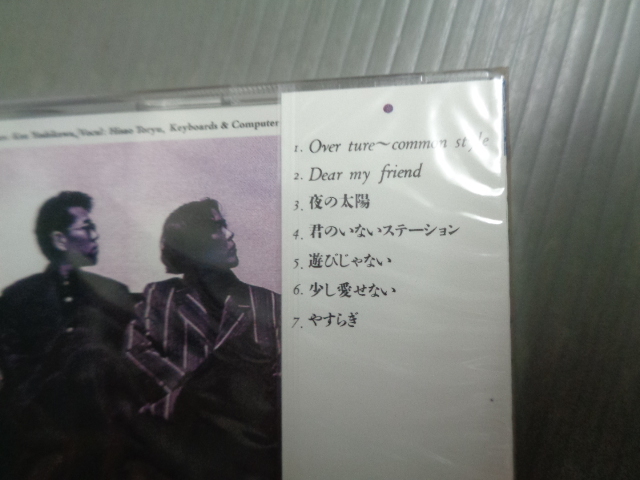 Yoshikawa, Vocal: Hisao Tocyu, Keyboards & Computer
1. Over ture〜common style
2. Dear my friend
3. 夜の太陽
4. 君のいないステーション
5. 遊びじゃない
6. 少し愛せない
7. やすらぎ